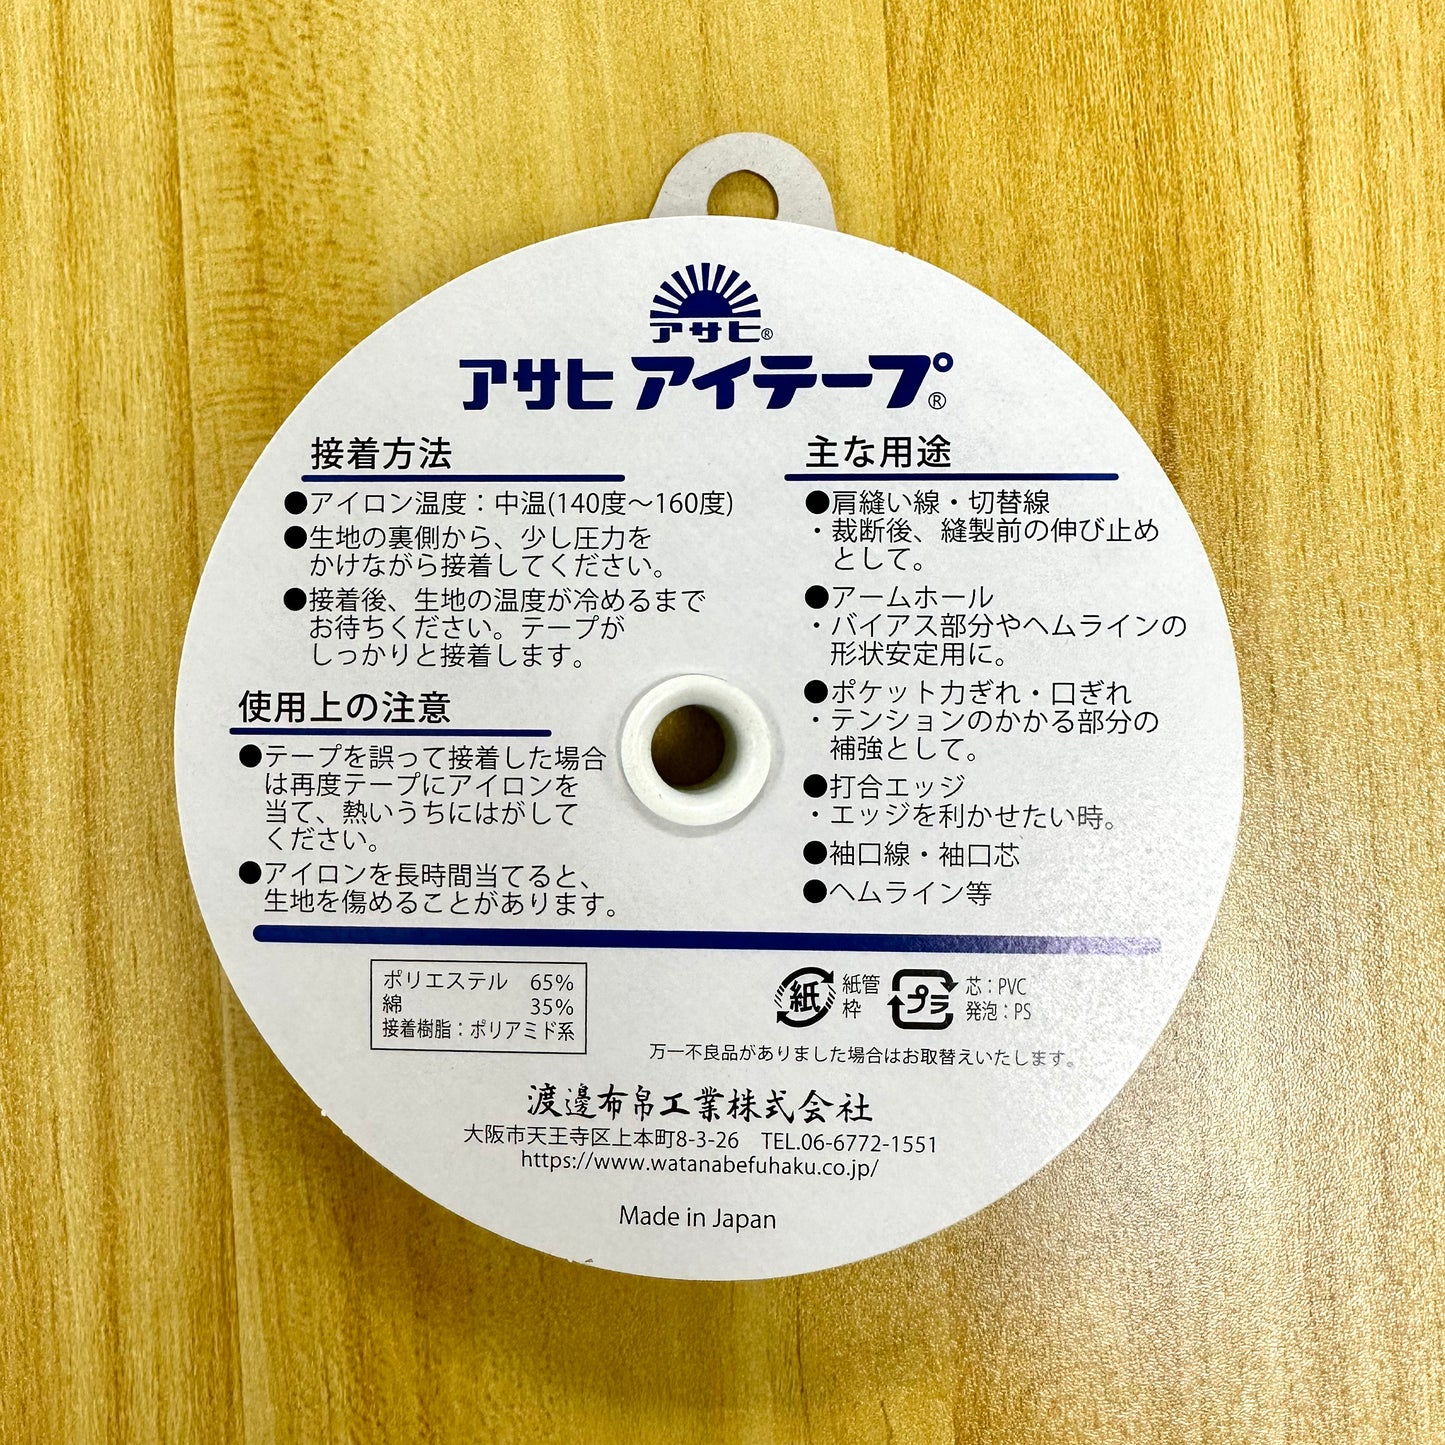 アサヒ®
アサヒ アイテープ®
接着方法
●アイロン温度：中温(140度～160度)
●生地の裏側から、少し圧力を
かけながら接着してください。
●接着後、生地の温度が冷めるまで
お待ちください。テープが
しっかりと接着します。
使用上の注意
●テープを誤って接着した場合
は再度テープにアイロンを
当て、熱いうちにはがして
ください。
●アイロンを長時間当てると、
生地を傷めることがあります。
主な用途
●肩縫い線・切替線
・裁断後、縫製前の伸び止め
として。
●アームホール
・バイアス部分やヘムラインの
形状安定用に。
●ポケット力ぎれ・口ぎれ
・テンションのかかる部分の
補強として。
●打合エッジ
・エッジを利かせたい時。
●袖口線・袖口芯
●ヘムライン等
ポリエステル 65%
綿 35%
接着樹脂：ポリアミド系
紙 紙管 プラ 芯：PVC
枠 発泡：PS
万一不良品がありました場合はお取替えいたします。
渡邊布帛工業株式会社
大阪市天王寺区上本町8-3-26 TEL.06-6772-1551
https://www.watanabefuhaku.co.jp/
Made in Japan